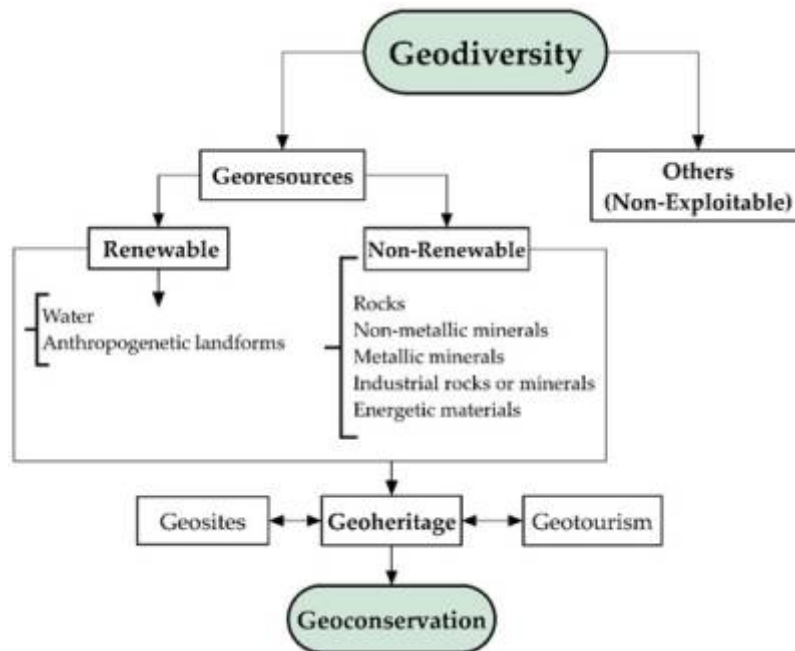 Geodiversity
Georesources
Others
(Non-Exploitable)
Renewable
Non-Renewable
Water
Anthropogenetic landforms
Rocks
Non-metallic minerals
Metallic minerals
Industrial rocks or minerals
Energetic materials
Geosites
Geoheritage
Geotourism
Geoconservation